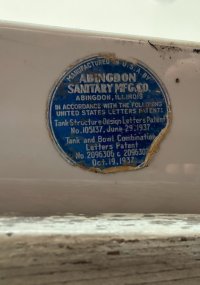 MANUFACTURED IN U.S.A. BY
ABINGDON
SANITARY MFG. CO.
ABINGDON, ILLINOIS
IN ACCORDANCE WITH THE FOLLOWING
UNITED STATES LETTERS PATENT:
Tank Structure Design Letters Patent
No. 105137, June 29, 1937
Tank and Bowl Combination
Letters Patent
No 2096306 & 209630
Oct. 19, 1937